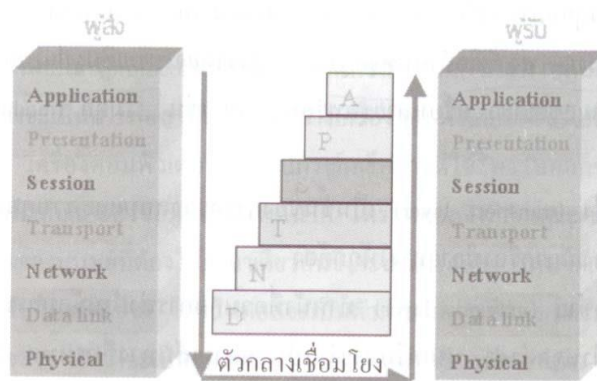 ผู้ส่ง
ผู้รับ
Application
Presentation
Session
Transport
Network
Data link
Physical
A
P
T
N
D
ตัวกลางเชื่อมโยง
Application
Presentation
Session
Transport
Network
Data link
Physical